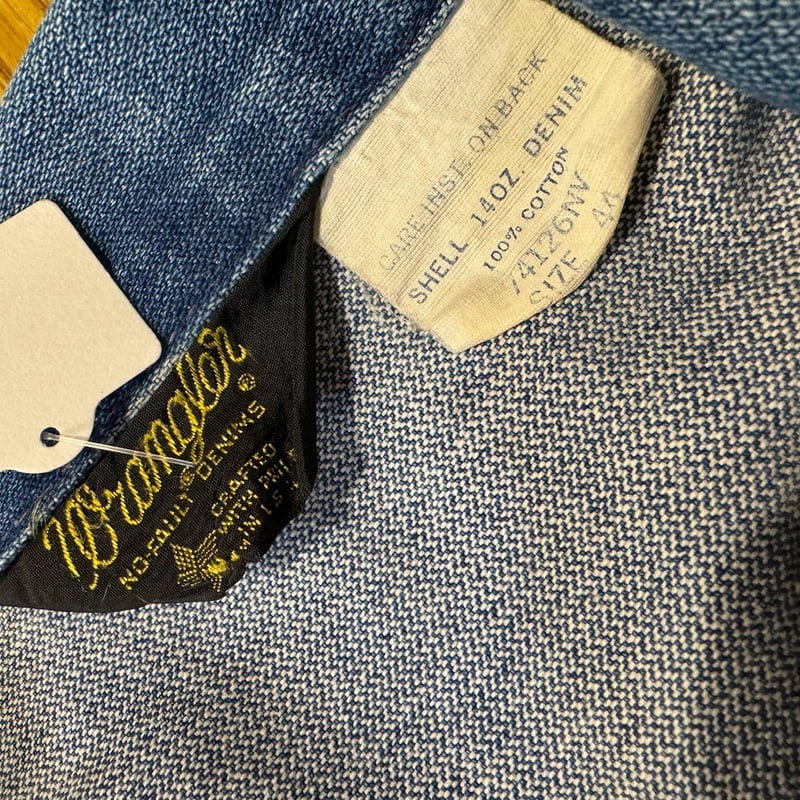 CARE INST. ON BACK
SHELL 14OZ. DENIM
100% COTTON
74126NV
SIZE 44
Wrangler®
NO-FAULT® DENIMS
CRAFTED
WITH PRI
IN